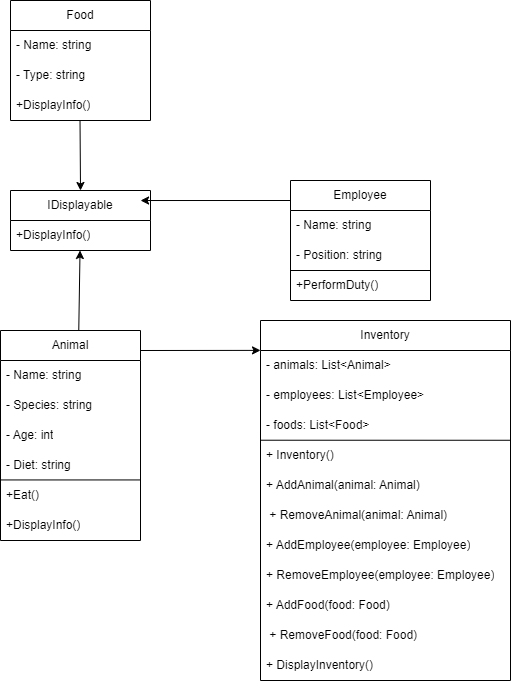 Food
- Name: string
- Type: string
+DisplayInfo()
IDisplayable
+DisplayInfo()
Employee
- Name: string
- Position: string
+PerformDuty()
Animal
- Name: string
- Species: string
- Age: int
- Diet: string
+Eat()
+DisplayInfo()
Inventory
- animals: List<Animal>
- employees: List<Employee>
- foods: List<Food>
+ Inventory()
+ AddAnimal(animal: Animal)
+ RemoveAnimal(animal: Animal)
+ AddEmployee(employee: Employee)
+ RemoveEmployee(employee: Employee)
+ AddFood(food: Food)
+ RemoveFood(food: Food)
+ DisplayInventory()